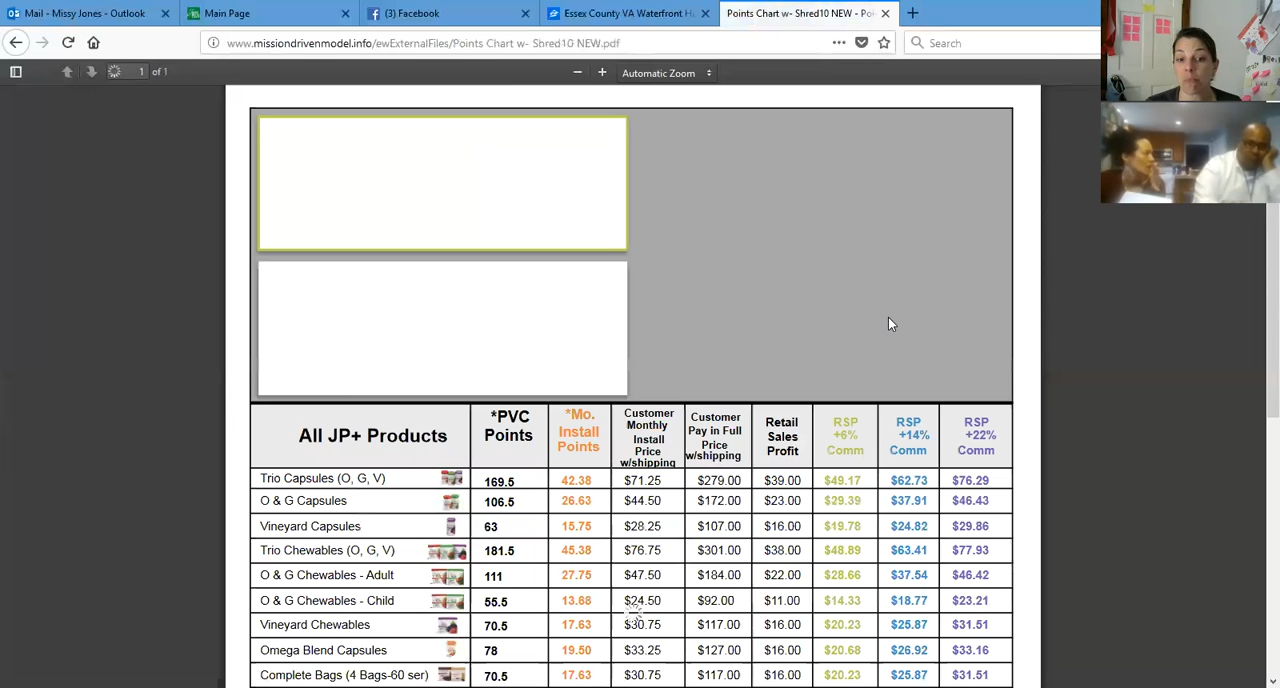 Mail - Missy Jones - Outlook
Main Page
(3) Facebook
Essex County VA Waterfront H
Points Chart w- Shred10 NEW - Po
www.missiondrivenmodel.info/ewExternalFiles/Points Chart w- Shred10 NEW.pdf
Search
1 of 1
Automatic Zoom
All JP+ Products *PVC Points *Mo. Install Points Customer Monthly Install Price w/shipping Customer Pay in Full Price w/shipping Retail Sales Profit RSP +6% Comm RSP +14% Comm RSP +22% Comm
Trio Capsules (O, G, V) 169.5 42.38 $71.25 $279.00 $39.00 $49.17 $62.73 $76.29
O & G Capsules 106.5 26.63 $44.50 $172.00 $23.00 $29.39 $37.91 $46.43
Vineyard Capsules 63 15.75 $28.25 $107.00 $16.00 $19.78 $24.82 $29.86
Trio Chewables (O, G, V) 181.5 45.38 $76.75 $301.00 $38.00 $48.89 $63.41 $77.93
O & G Chewables - Adult 111 27.75 $47.50 $184.00 $22.00 $28.66 $37.54 $46.42
O & G Chewables - Child 55.5 13.68 $24.50 $92.00 $11.00 $14.33 $18.77 $23.21
Vineyard Chewables 70.5 17.63 $30.75 $117.00 $16.00 $20.23 $25.87 $31.51
Omega Blend Capsules 78 19.50 $33.25 $127.00 $16.00 $20.68 $26.92 $33.16
Complete Bags (4 Bags-60 ser) 70.5 17.63 $30.75 $117.00 $16.00 $20.23 $25.87 $31.51